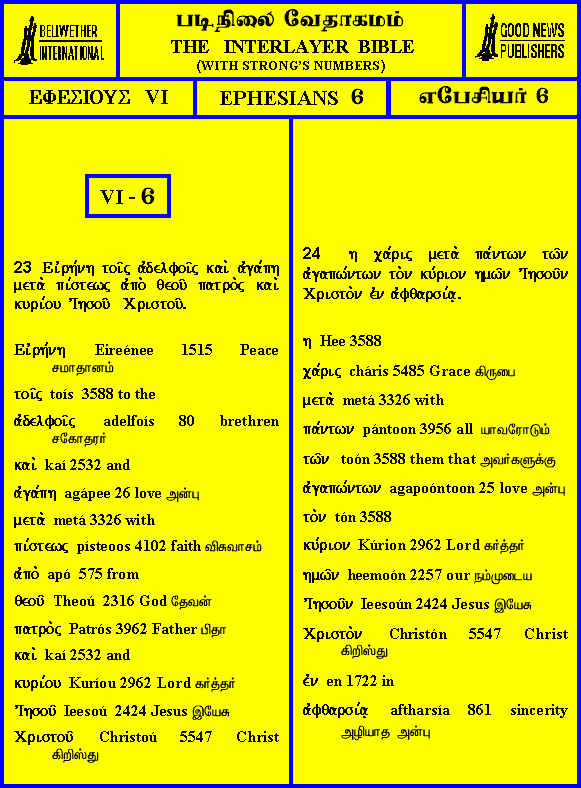 BELLWETHER
INTERNATIONAL
படிநிலை வேதாகமம்
THE INTERLAYER BIBLE
(WITH STRONG'S NUMBERS)
GOOD NEWS
PUBLISHERS
ΕΦΕΣΙΟΥΣ VI
EPHESIANS 6
எபேசியர் 6
VI - 6
23 Εἰρήνη τοῖς ἀδελφοῖς καὶ ἀγάπη
μετὰ πίστεως ἀπὸ θεοῦ πατρὸς καὶ
κυρίου Ἰησοῦ Χριστοῦ.
Εἰρήνη Eireénee 1515 Peace
சமாதானம்
τοῖς toís 3588 to the
ἀδελφοῖς adelfoís 80 brethren
சகோதரர்
καὶ kaí 2532 and
ἀγάπη agápee 26 love அன்பு
μετὰ metá 3326 with
πίστεως písteoos 4102 faith விசுவாசம்
ἀπὸ apó 575 from
θεοῦ Theoú 2316 God தேவன்
πατρὸς Patrós 3962 Father பிதா
καὶ kaí 2532 and
κυρίου Kuríou 2962 Lord கர்த்தர்
Ἰησοῦ Ieesoú 2424 Jesus இயேசு
Χριστοῦ Christoú 5547 Christ
கிறிஸ்து
24 η χάρις μετὰ πάντων τῶν
ἀγαπώντων τὸν κύριον ημῶν Ἰησοῦν
Χριστὸν ἐν ἀφθαρσίᾳ.
η Hee 3588
χάρις cháris 5485 Grace கிருபை
μετὰ metá 3326 with
πάντων pántoon 3956 all யாவரோடும்
τῶν toón 3588 them that அவர்களுக்கு
ἀγαπώντων agapoóntoon 25 love அன்பு
τὸν tón 3588
κύριον Kúrion 2962 Lord கர்த்தர்
ημῶν heemoón 2257 our நம்முடைய
Ἰησοῦν Ieesoún 2424 Jesus இயேசு
Χριστὸν Christón 5547 Christ
கிறிஸ்து
ἐν en 1722 in
ἀφθαρσίᾳ aftharsía 861 sincerity
அழியாத அன்பு